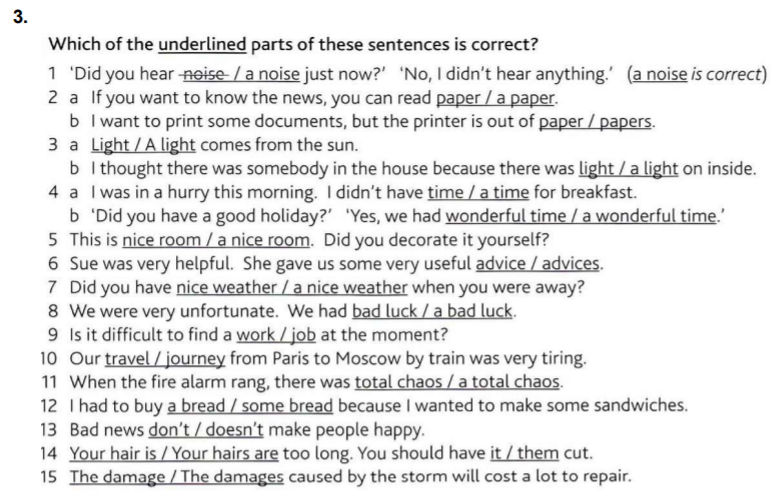 3.
Which of the underlined parts of these sentences is correct?
1 ‘Did you hear noise / a noise just now?’ ‘No, I didn’t hear anything.’ (a noise is correct)
2 a If you want to know the news, you can read paper / a paper.
b I want to print some documents, but the printer is out of paper / papers.
3 a Light / A light comes from the sun.
b I thought there was somebody in the house because there was light / a light on inside.
4 a I was in a hurry this morning. I didn’t have time / a time for breakfast.
b ‘Did you have a good holiday?’ ‘Yes, we had wonderful time / a wonderful time.’
5 This is nice room / a nice room. Did you decorate it yourself?
6 Sue was very helpful. She gave us some very useful advice / advices.
7 Did you have nice weather / a nice weather when you were away?
8 We were very unfortunate. We had bad luck / a bad luck.
9 Is it difficult to find a work / job at the moment?
10 Our travel / journey from Paris to Moscow by train was very tiring.
11 When the fire alarm rang, there was total chaos / a total chaos.
12 I had to buy a bread / some bread because I wanted to make some sandwiches.
13 Bad news don’t / doesn’t make people happy.
14 Your hair is / Your hairs are too long. You should have it / them cut.
15 The damage / The damages caused by the storm will cost a lot to repair.